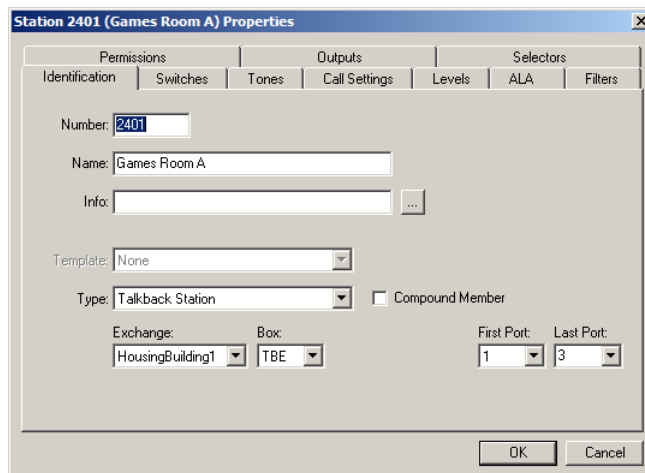 Station 2401 (Games Room A) Properties
Permissions Outputs Selectors
Identification Switches Tones Call Settings Levels ALA Filters
Number: 2401
Name: Games Room A
Info: ...
Template: None
Type: Talkback Station Compound Member
Exchange: Box: First Port: Last Port:
HousingBuilding1 TBE 1 3
OK Cancel